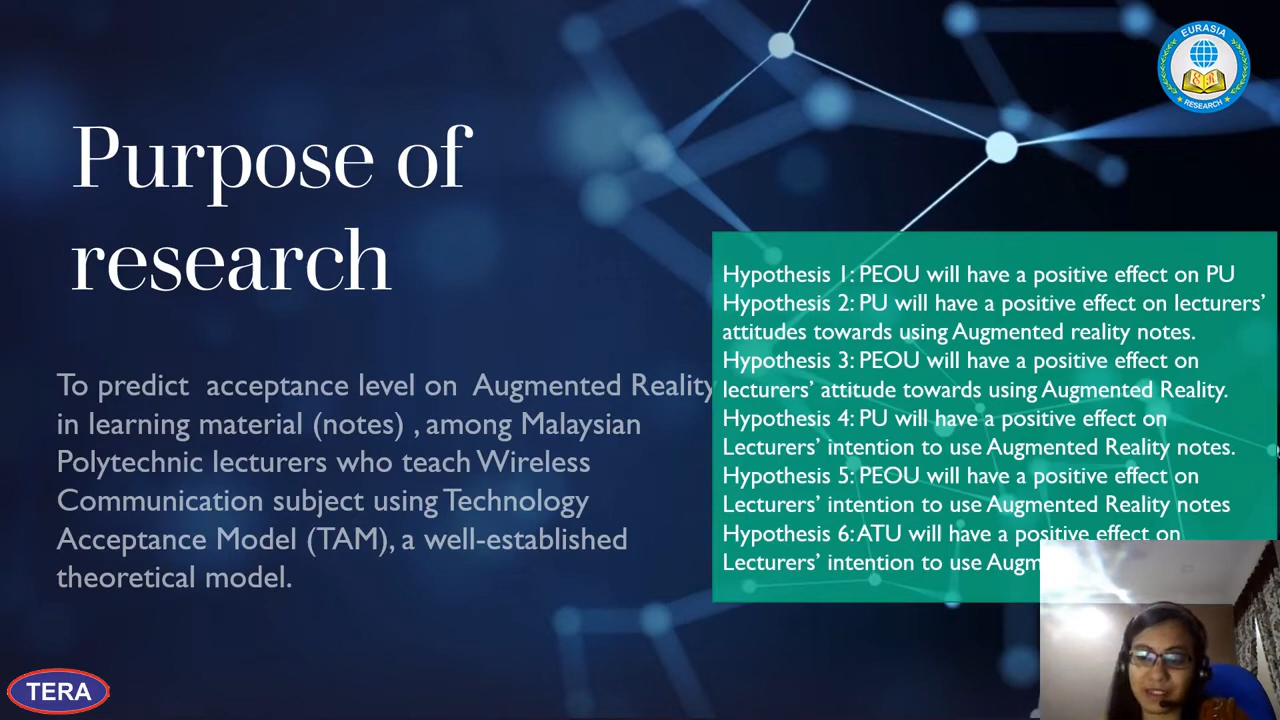 EURASIA
RESEARCH
Purpose of
research
To predict acceptance level on Augmented Reality
in learning material (notes) , among Malaysian
Polytechnic lecturers who teach Wireless
Communication subject using Technology
Acceptance Model (TAM), a well-established
theoretical model.
Hypothesis 1: PEOU will have a positive effect on PU
Hypothesis 2: PU will have a positive effect on lecturers’
attitudes towards using Augmented reality notes.
Hypothesis 3: PEOU will have a positive effect on
lecturers’ attitude towards using Augmented Reality.
Hypothesis 4: PU will have a positive effect on
Lecturers’ intention to use Augmented Reality notes.
Hypothesis 5: PEOU will have a positive effect on
Lecturers’ intention to use Augmented Reality notes
Hypothesis 6: ATU will have a positive effect on
Lecturers’ intention to use Augm
TERA